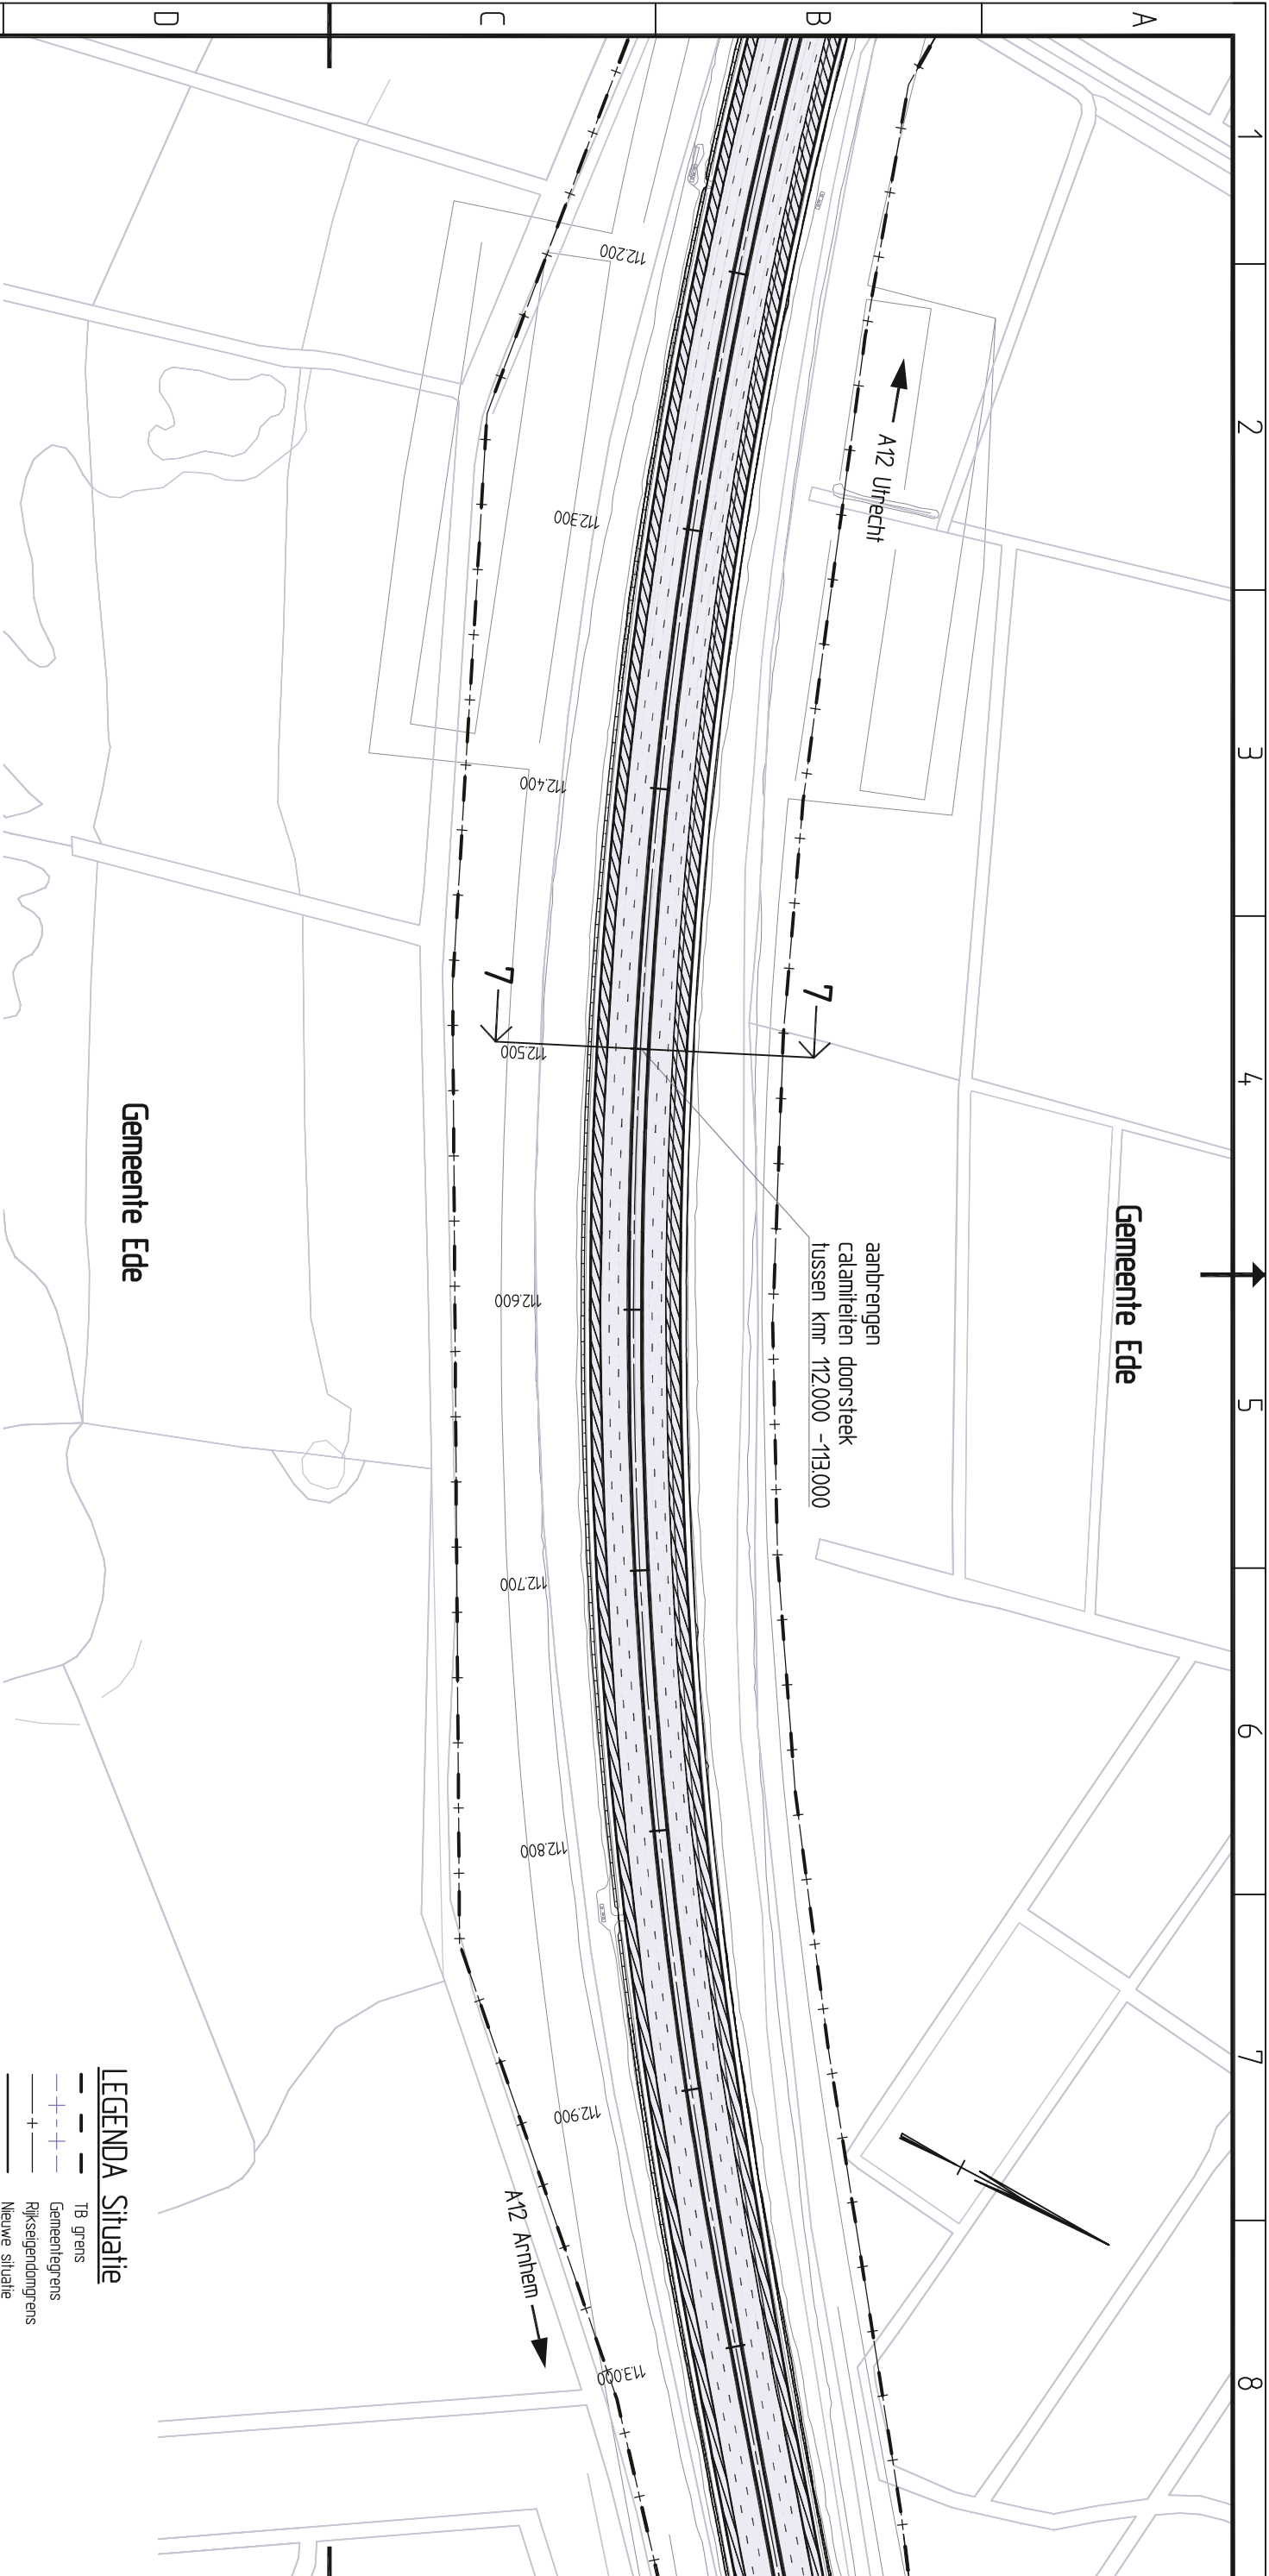 1
2
3
4
5
6
7
8
A
B
C
D
Gemeente Ede
A12 Utrecht
aanbrengen
calamiteiten doorsteek
tussen kmr 112.000 -113.000
7
7
112.200
112.300
112.400
112.500
112.600
112.700
112.800
112.900
113.000
A12 Arnhem
Gemeente Ede
LEGENDA Situatie
TB grens
Gemeentegrens
Rijkseigendomgrens
Nieuwe situatie